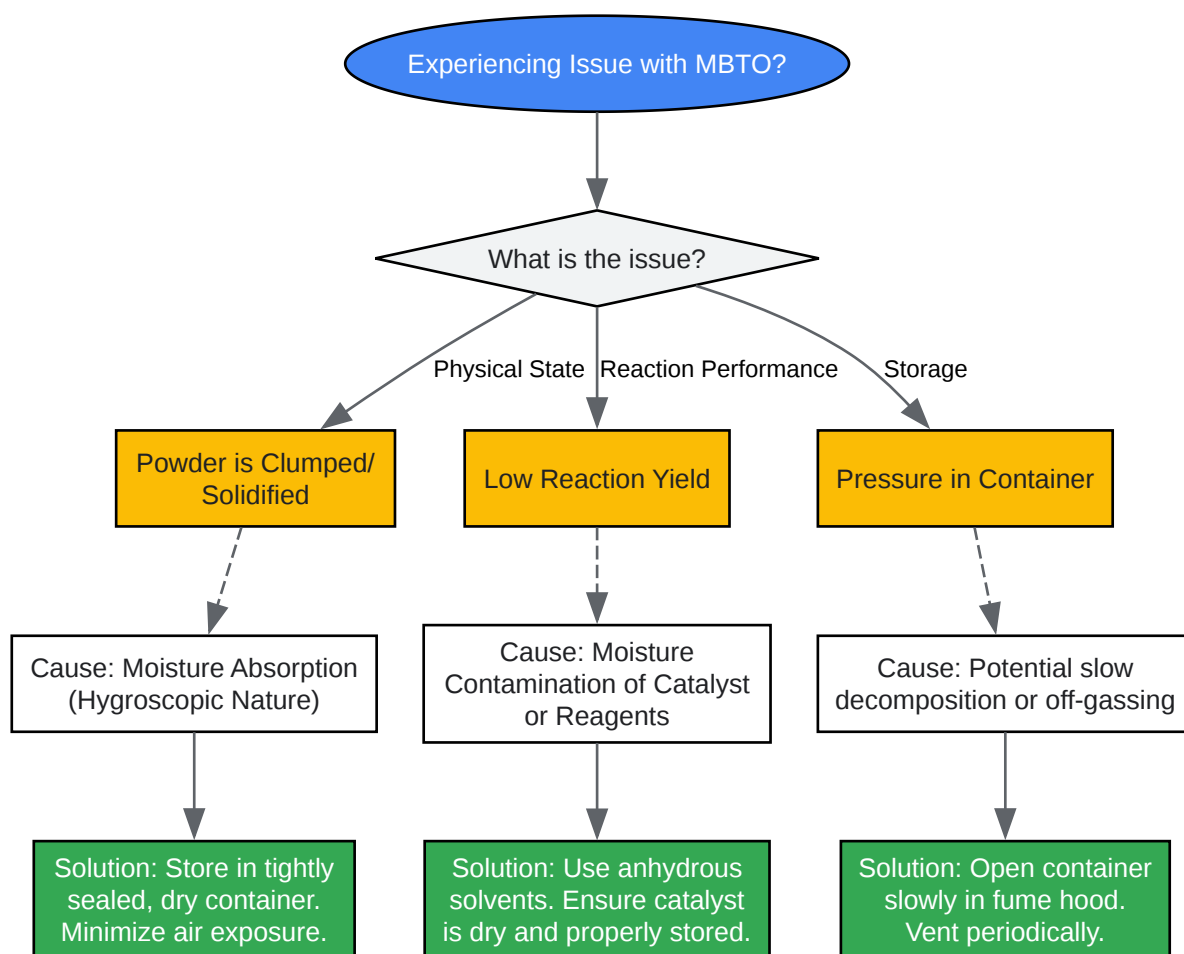 Experiencing Issue with MBTO?
What is the issue?
Physical State
Reaction Performance
Storage
Powder is Clumped/
Solidified
Low Reaction Yield
Pressure in Container
Cause: Moisture Absorption
(Hygroscopic Nature)
Cause: Moisture
Contamination of Catalyst
or Reagents
Cause: Potential slow
decomposition or off-gassing
Solution: Store in tightly
sealed, dry container.
Minimize air exposure.
Solution: Use anhydrous
solvents. Ensure catalyst
is dry and properly stored.
Solution: Open container
slowly in fume hood.
Vent periodically.